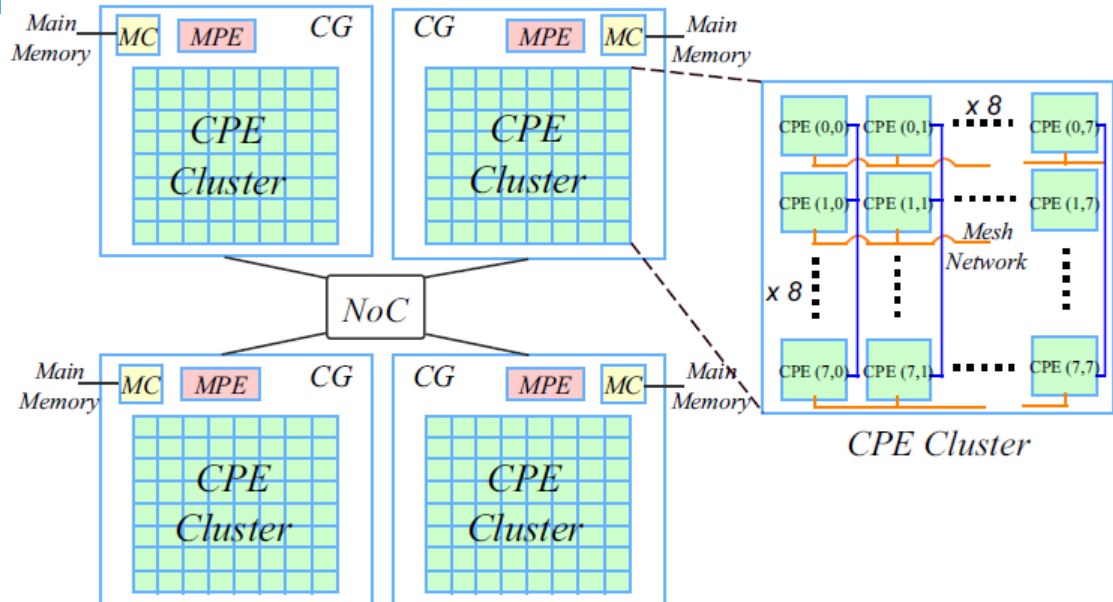 Main
Memory
MC
MPE
CG
CPE
Cluster
CG
MPE
MC
Main
Memory
CPE
Cluster
NoC
Main
Memory
MC
MPE
CG
CPE
Cluster
CG
MPE
MC
Main
Memory
CPE
Cluster
CPE (0,0)
CPE (0,1)
x 8
CPE (0,7)
CPE (1,0)
CPE (1,1)
CPE (1,7)
Mesh
Network
x 8
CPE (7,0)
CPE (7,1)
CPE (7,7)
CPE Cluster